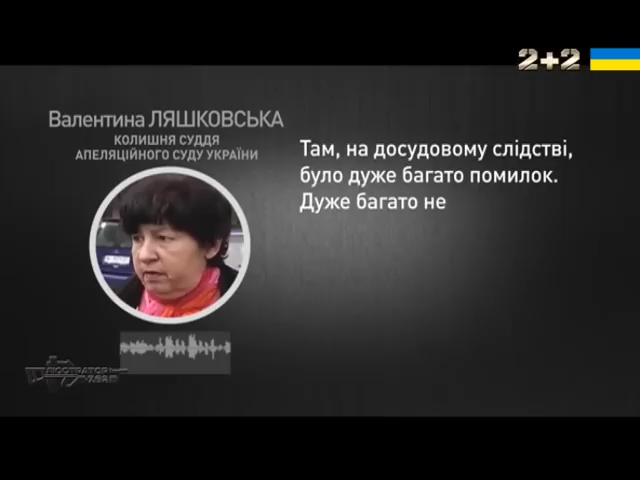 2+2
Валентина ЛЯШКОВСЬКА
КОЛИШНЯ СУДДЯ
АПЕЛЯЦІЙНОГО СУДУ УКРАЇНИ
Там, на досудовому слідстві,
було дуже багато помилок.
Дуже багато не